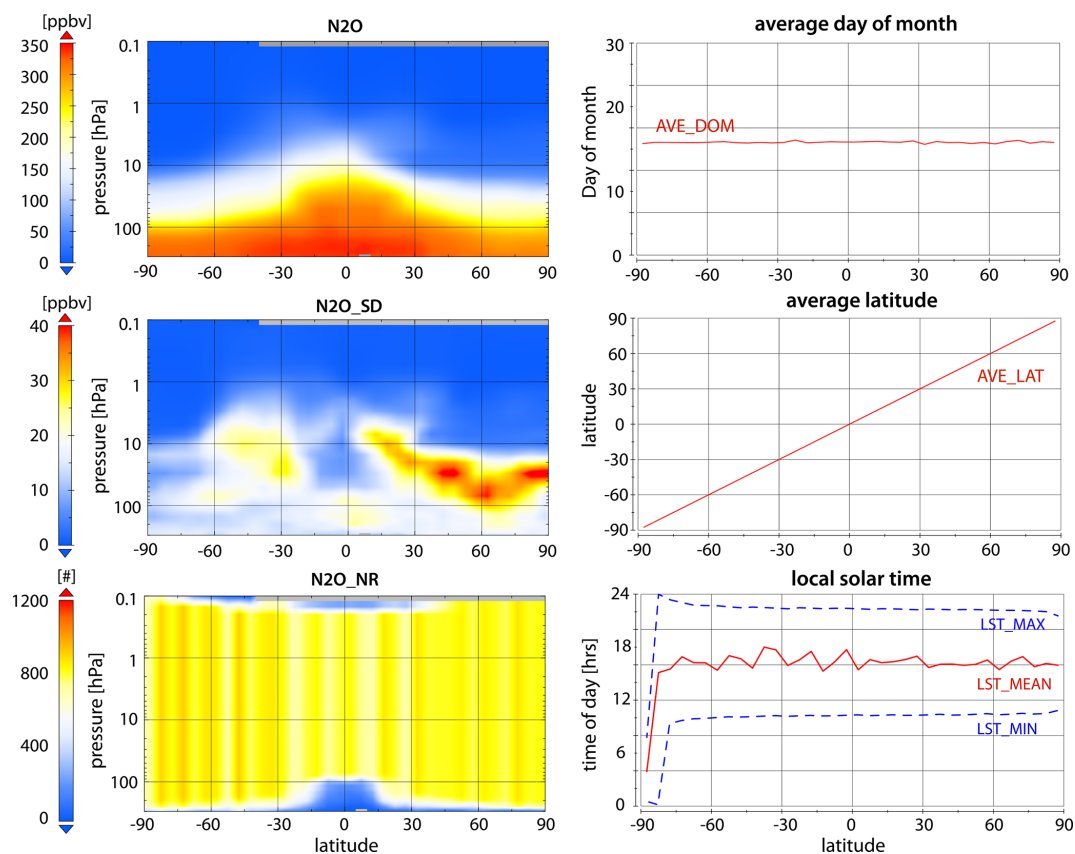 [ppbv]
N2O
350
300
250
200
150
100
50
0
pressure [hPa]
0.1
1
10
100
-90 -60 -30 0 30 60 90
average day of month
Day of month
30
20
10
0
AVE_DOM
-90 -60 -30 0 30 60 90
[ppbv]
N2O_SD
40
30
20
10
0
pressure [hPa]
0.1
1
10
100
-90 -60 -30 0 30 60 90
average latitude
latitude
90
60
30
0
-30
-60
-90
AVE_LAT
-90 -60 -30 0 30 60 90
[#]
N2O_NR
1200
800
400
0
pressure [hPa]
0.1
1
10
100
-90 -60 -30 0 30 60 90
latitude
local solar time
time of day [hrs]
24
18
12
6
0
LST_MAX
LST_MEAN
LST_MIN
-90 -60 -30 0 30 60 90
latitude